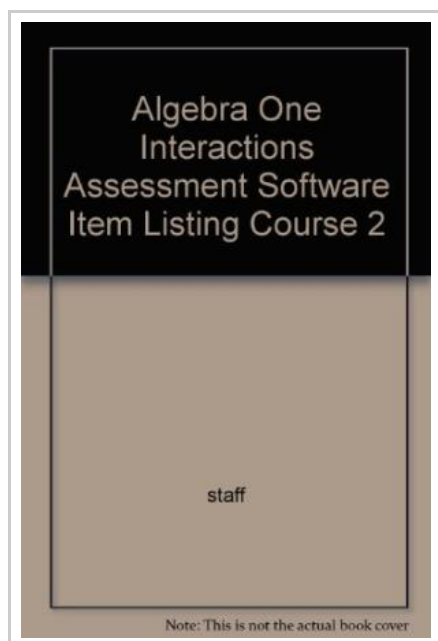 Algebra One
Interactions
Assessment Software
Item Listing Course 2
staff
Note: This is not the actual book cover